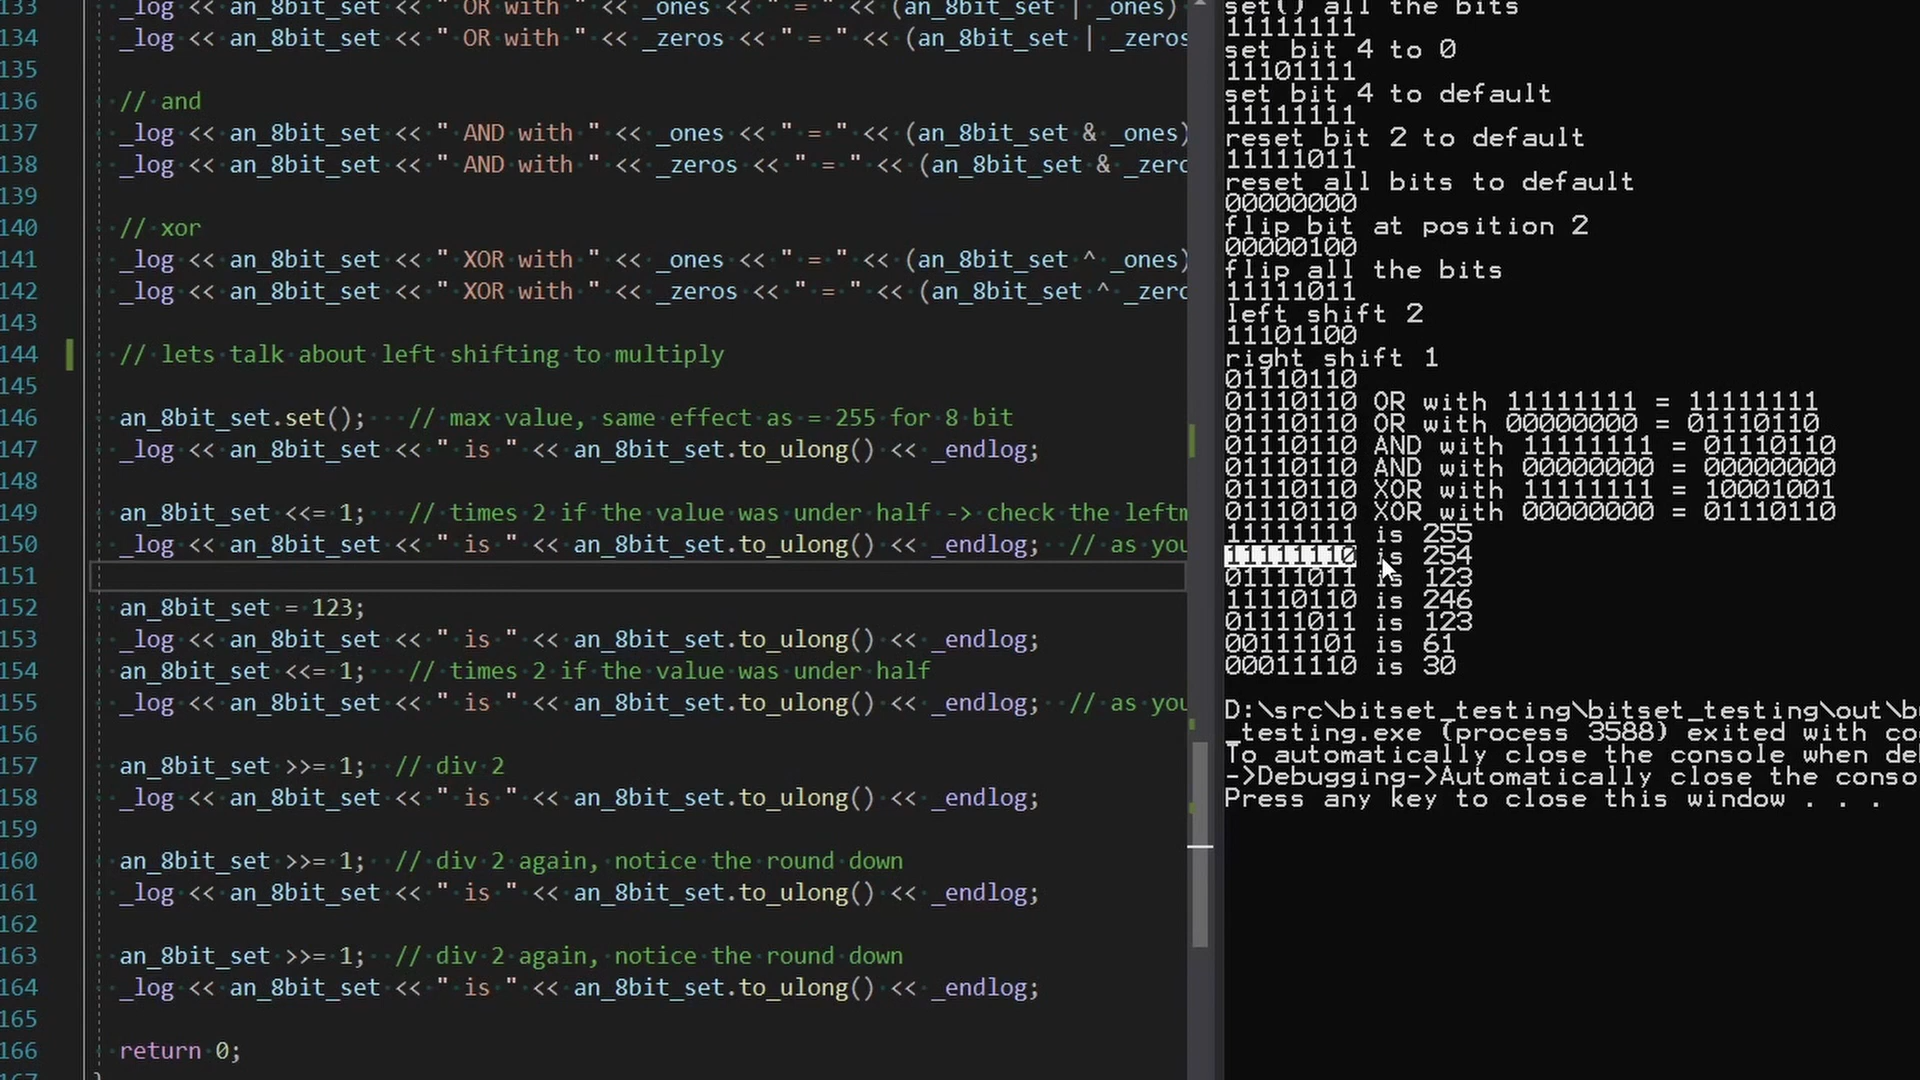 133 _log << an_8bit_set << " OR with " << _ones << " = " << (an_8bit_set | _ones)
134 _log << an_8bit_set << " OR with " << _zeros << " = " << (an_8bit_set | _zeros
135
136 // and
137 _log << an_8bit_set << " AND with " << _ones << " = " << (an_8bit_set & _ones)
138 _log << an_8bit_set << " AND with " << _zeros << " = " << (an_8bit_set & _zerc
139
140 // xor
141 _log << an_8bit_set << " XOR with " << _ones << " = " << (an_8bit_set ^ _ones)
142 _log << an_8bit_set << " XOR with " << _zeros << " = " << (an_8bit_set ^ _zerc
143
144 // lets talk about left shifting to multiply
145
146 an_8bit_set.set(); // max value, same effect as = 255 for 8 bit
147 _log << an_8bit_set << " is " << an_8bit_set.to_ulong() << _endlog;
148
149 an_8bit_set <<= 1; // times 2 if the value was under half -> check the leftm
150 _log << an_8bit_set << " is " << an_8bit_set.to_ulong() << _endlog; // as you
151
152 an_8bit_set = 123;
153 _log << an_8bit_set << " is " << an_8bit_set.to_ulong() << _endlog;
154 an_8bit_set <<= 1; // times 2 if the value was under half
155 _log << an_8bit_set << " is " << an_8bit_set.to_ulong() << _endlog; // as you
156
157 an_8bit_set >>= 1; // div 2
158 _log << an_8bit_set << " is " << an_8bit_set.to_ulong() << _endlog;
159
160 an_8bit_set >>= 1; // div 2 again, notice the round down
161 _log << an_8bit_set << " is " << an_8bit_set.to_ulong() << _endlog;
162
163 an_8bit_set >>= 1; // div 2 again, notice the round down
164 _log << an_8bit_set << " is " << an_8bit_set.to_ulong() << _endlog;
165
166 return 0;
167 }
set() all the bits
11111111
set bit 4 to 0
11101111
set bit 4 to default
11111111
reset bit 2 to default
11111011
reset all bits to default
00000000
flip bit at position 2
00000100
flip all the bits
11111011
left shift 2
11101100
right shift 1
01110110
01110110 OR with 11111111 = 11111111
01110110 OR with 00000000 = 01110110
01110110 AND with 11111111 = 01110110
01110110 AND with 00000000 = 00000000
01110110 XOR with 11111111 = 10001001
01110110 XOR with 00000000 = 01110110
11111111 is 255
11111110 is 254
01111011 is 123
11110110 is 246
01111011 is 123
00111101 is 61
00011110 is 30
D:\src\bitset_testing\bitset_testing\out\bu
_testing.exe (process 3588) exited with co
To automatically close the console when de
->Debugging->Automatically close the conso
Press any key to close this window . . .